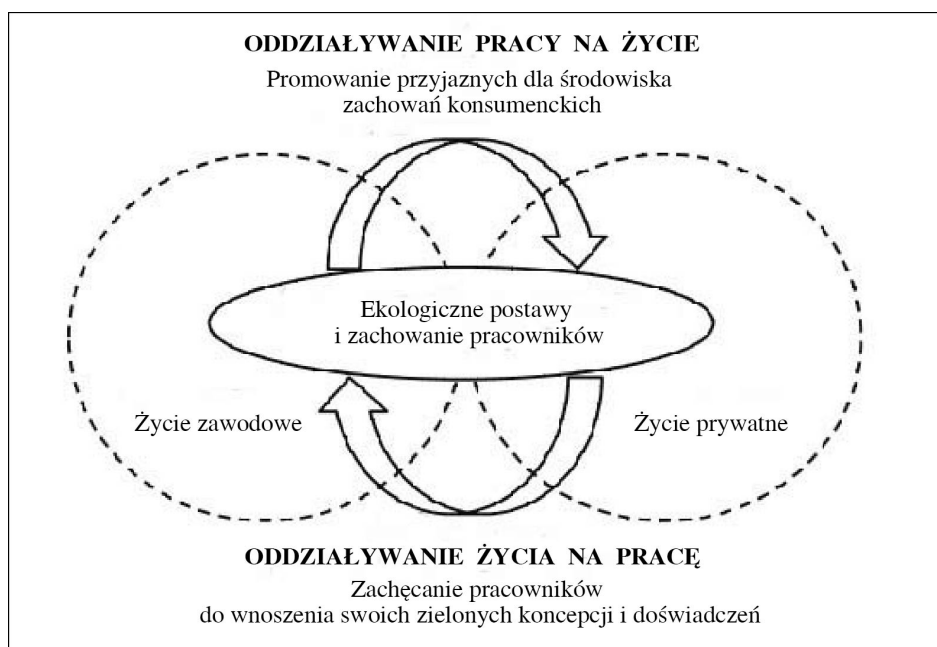 ODDZIAŁYWANIE PRACY NA ŻYCIE
Promowanie przyjaznych dla środowiska
zachowań konsumenckich
Ekologiczne postawy
i zachowanie pracowników
Życie zawodowe
Życie prywatne
ODDZIAŁYWANIE ŻYCIA NA PRACĘ
Zachęcanie pracowników
do wnoszenia swoich zielonych koncepcji i doświadczeń